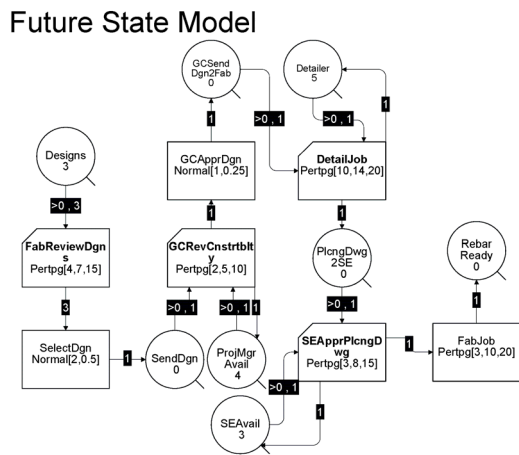 Future State Model
GCSend
Dgn2Fab
0
Detailer
5
>0 , 1
>0 , 1
1
1
Designs
3
GCApprDgn
Normal[1,0.25]
DetailJob
Pertpg[10,14,20]
>0 , 3
1
1
FabReviewDgn
s
Pertpg[4,7,15]
GCRevCnstrtblt
y
Pertpg[2,5,10]
PlcngDwg
2SE
0
Rebar
Ready
0
3
>0 , 1
>0 , 1
1
>0 , 1
1
SelectDgn
Normal[2,0.5]
1
SendDgn
0
ProjMgr
Avail
4
SEApprPlcngD
wg
Pertpg[3,8,15]
1
FabJob
Pertpg[3,10,20]
>0 , 1
1
SEAvail
3